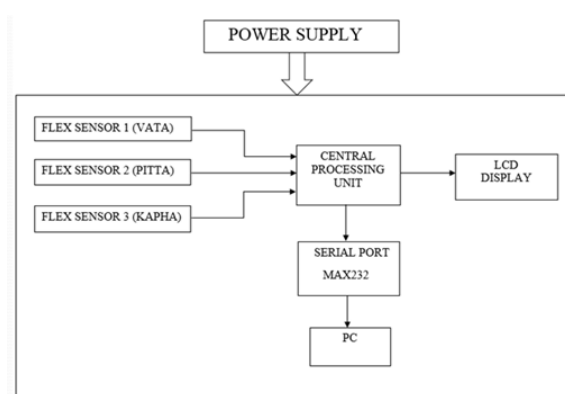 POWER SUPPLY
FLEX SENSOR 1 (VATA)
FLEX SENSOR 2 (PITTA)
FLEX SENSOR 3 (KAPHA)
CENTRAL
PROCESSING
UNIT
LCD
DISPLAY
SERIAL PORT
MAX232
PC